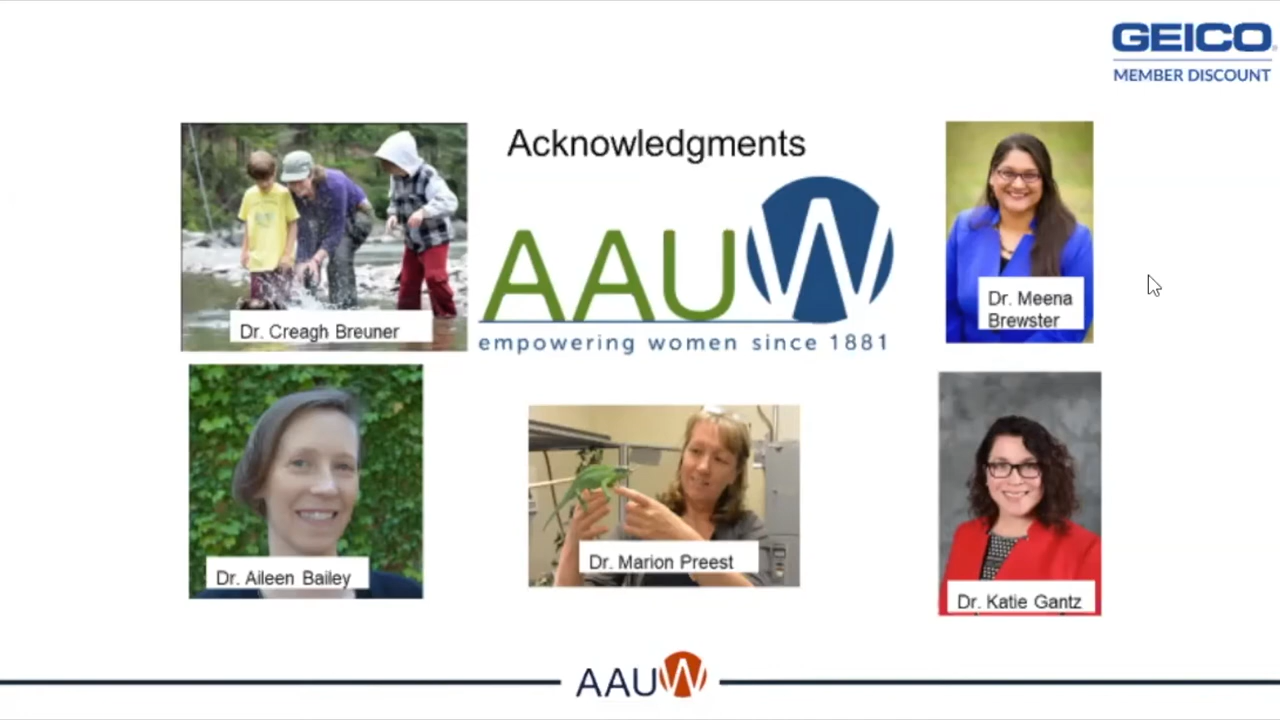 GEICO
MEMBER DISCOUNT
Acknowledgments
AAUW
empowering women since 1881
Dr. Creagh Breuner
Dr. Meena
Brewster
Dr. Aileen Bailey
Dr. Marion Preest
Dr. Katie Gantz
AAUW